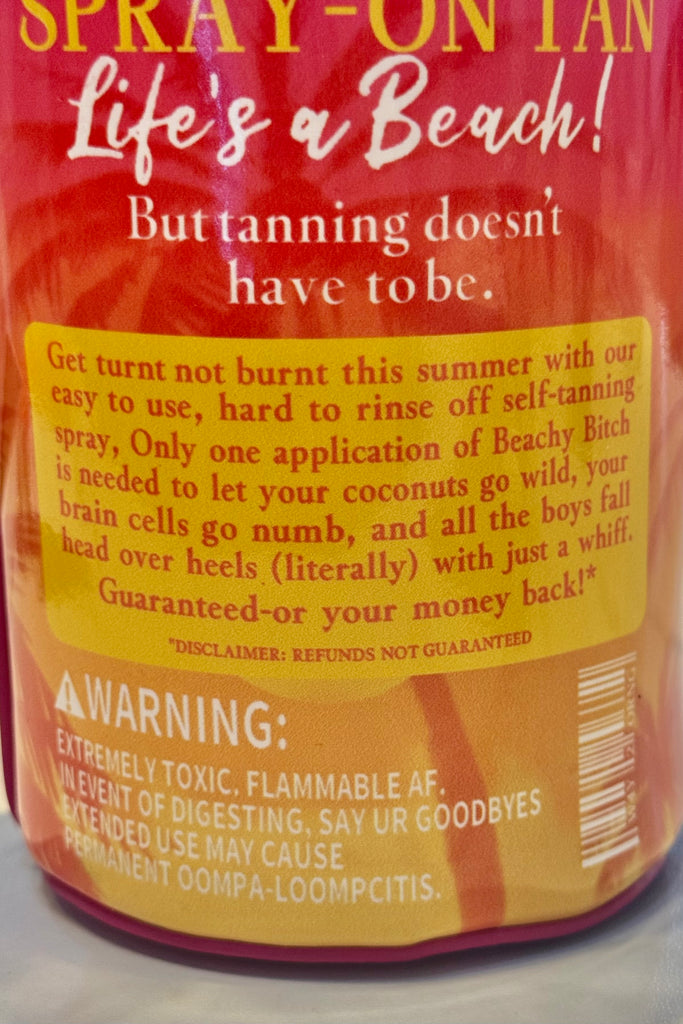 SPRAY-ON TAN
Life's a Beach!
But tanning doesn't
have to be.
Get turnt not burnt this summer with our
easy to use, hard to rinse off self-tanning
spray, Only one application of Beachy Bitch
is needed to let your coconuts go wild, your
brain cells go numb, and all the boys fall
head over heels (literally) with just a whiff.
Guaranteed-or your money back!*
*DISCLAIMER: REFUNDS NOT GUARANTEED
WARNING:
EXTREMELY TOXIC. FLAMMABLE AF.
IN EVENT OF DIGESTING, SAY UR GOODBYES
EXTENDED USE MAY CAUSE
PERMANENT OOMPA-LOOMPCITIS.